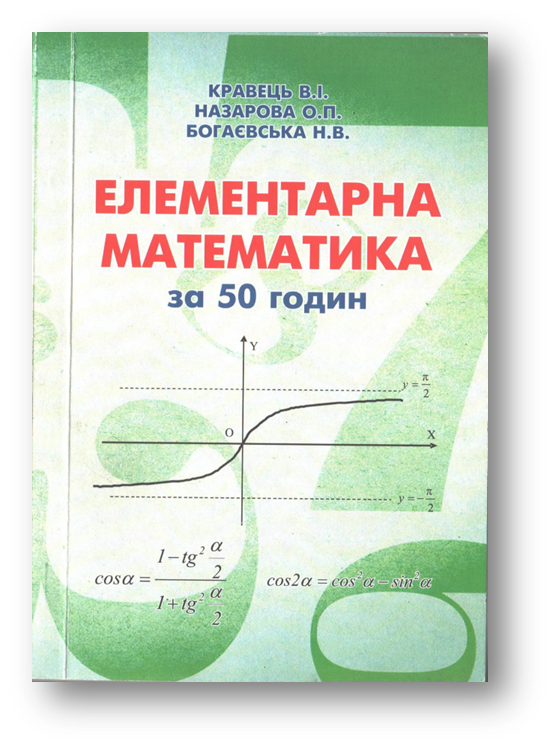 КРАВЕЦЬ В.І.
НАЗАРОВА О.П.
БОГАЄВСЬКА Н.В.
ЕЛЕМЕНТАРНА
МАТЕМАТИКА
за 50 годин
Y
y = π/2
O
X
y = -π/2
cosα = (1-tg² α/2)/(1+tg² α/2)
cos2α = cos²α - sin²α